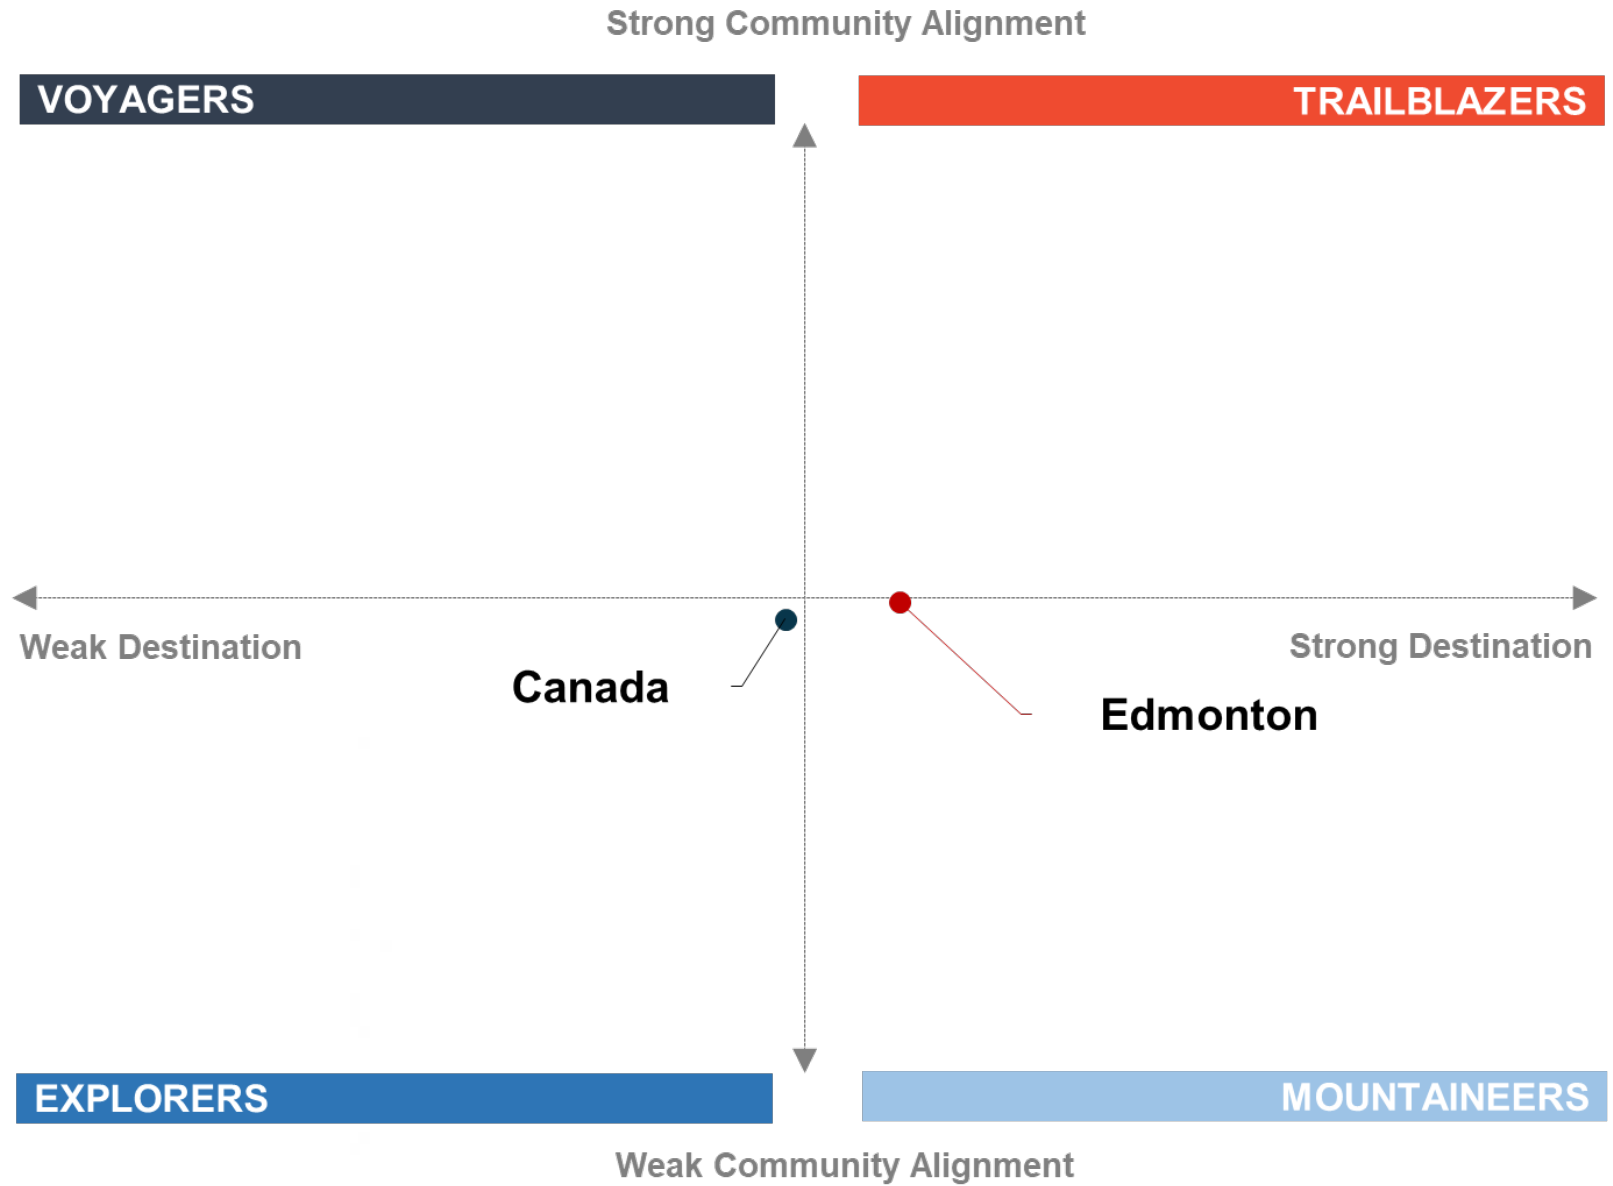 Strong Community Alignment
VOYAGERS
TRAILBLAZERS
Weak Destination
Strong Destination
Canada
Edmonton
EXPLORERS
MOUNTAINEERS
Weak Community Alignment